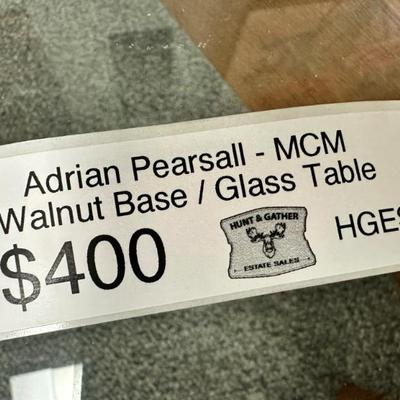 Adrian Pearsall - MCM
Walnut Base / Glass Table
$400
HUNT & GATHER
ESTATE SALES
HGES